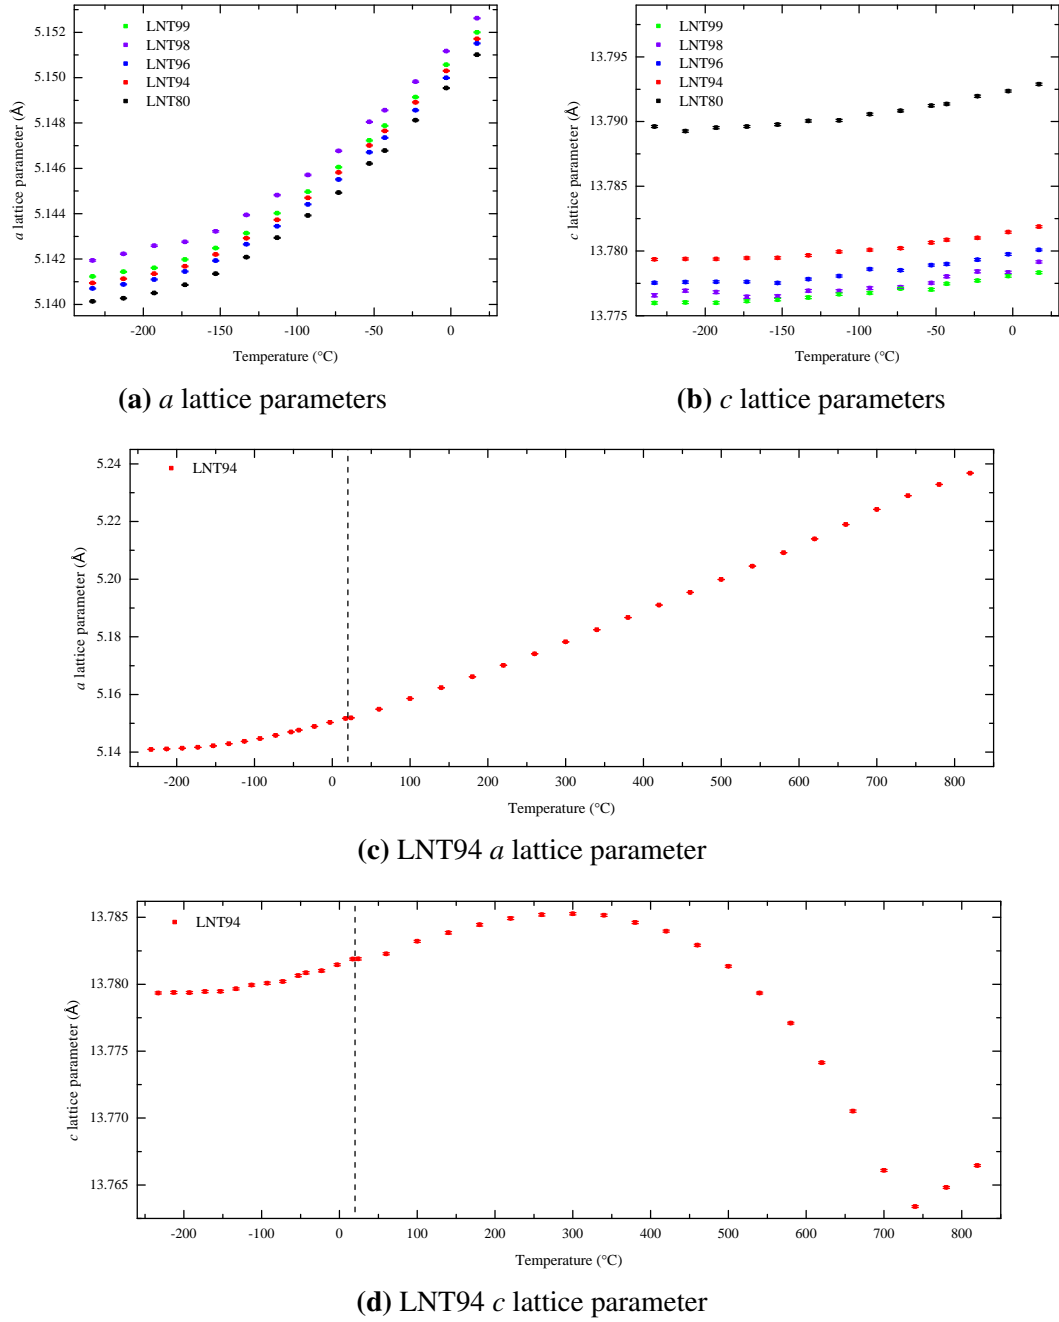 LNT99
LNT98
LNT96
LNT94
LNT80
5.152
5.150
5.148
5.146
5.144
5.142
5.140
a lattice parameter (Å)
-200 -150 -100 -50 0
Temperature (°C)
(a) a lattice parameters
LNT99
LNT98
LNT96
LNT94
LNT80
13.795
13.790
13.785
13.780
13.775
c lattice parameter (Å)
-200 -150 -100 -50 0
Temperature (°C)
(b) c lattice parameters
LNT94
5.24
5.22
5.20
5.18
5.16
5.14
a lattice parameter (Å)
-200 -100 0 100 200 300 400 500 600 700 800
Temperature (°C)
(c) LNT94 a lattice parameter
LNT94
13.785
13.780
13.775
13.770
13.765
c lattice parameter (Å)
-200 -100 0 100 200 300 400 500 600 700 800
Temperature (°C)
(d) LNT94 c lattice parameter